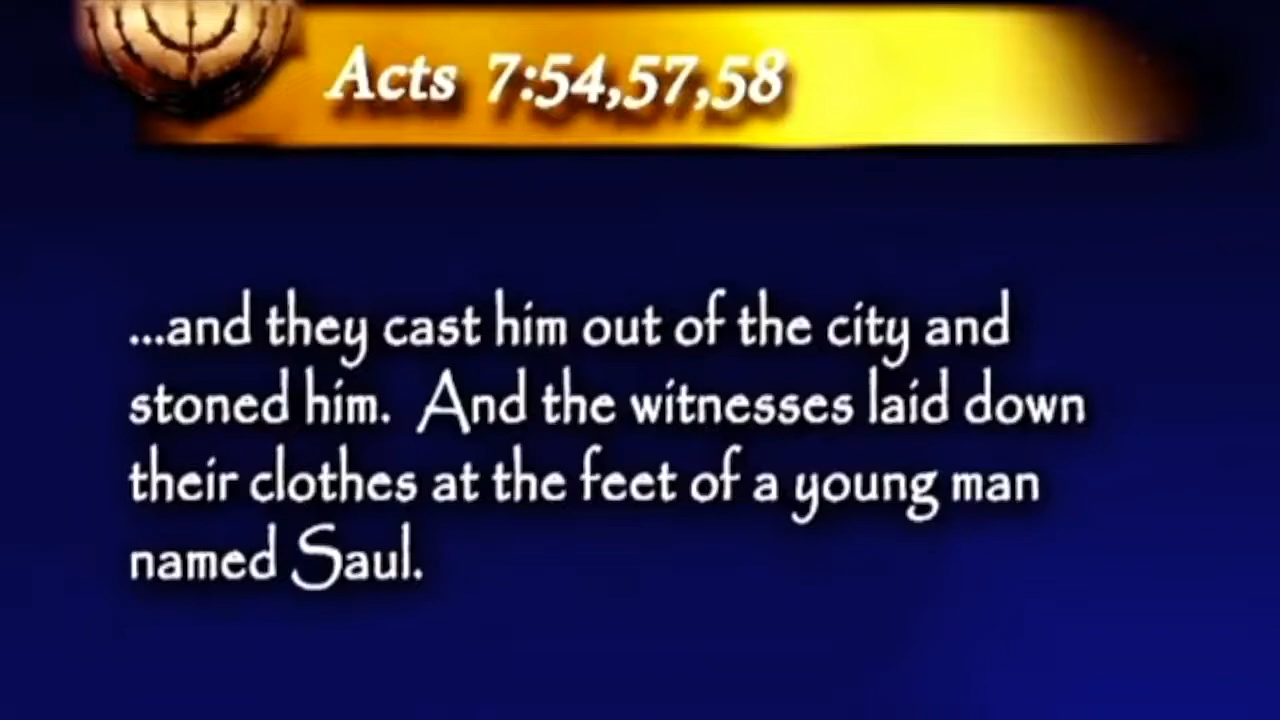 Acts 7:54,57,58
...and they cast him out of the city and
stoned him. And the witnesses laid down
their clothes at the feet of a young man
named Saul.